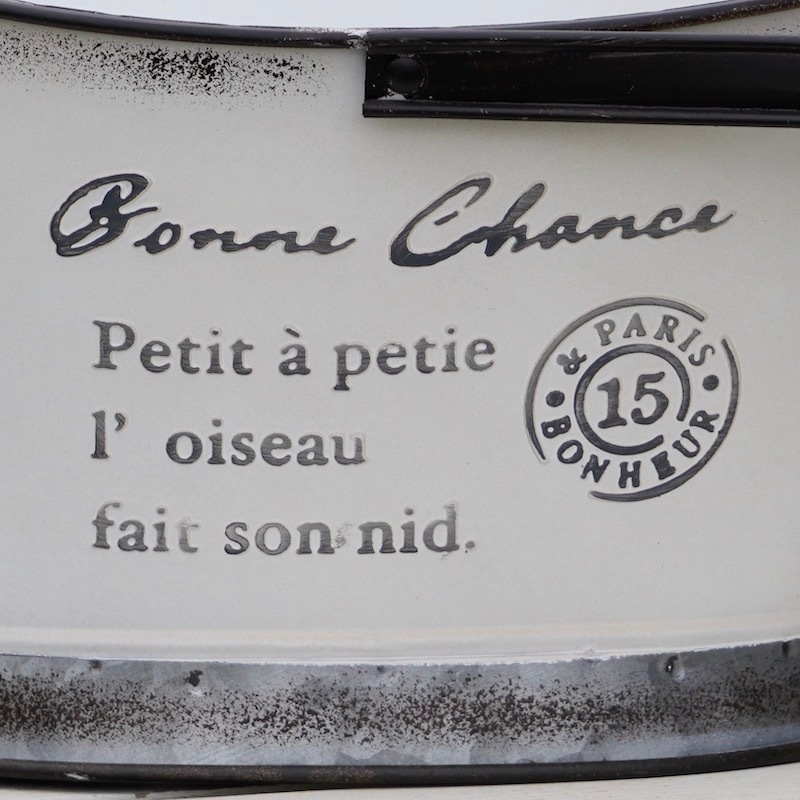 Bonne Chance
Petit à petie
l' oiseau
fait son nid.
& PARIS
15
BONHEUR